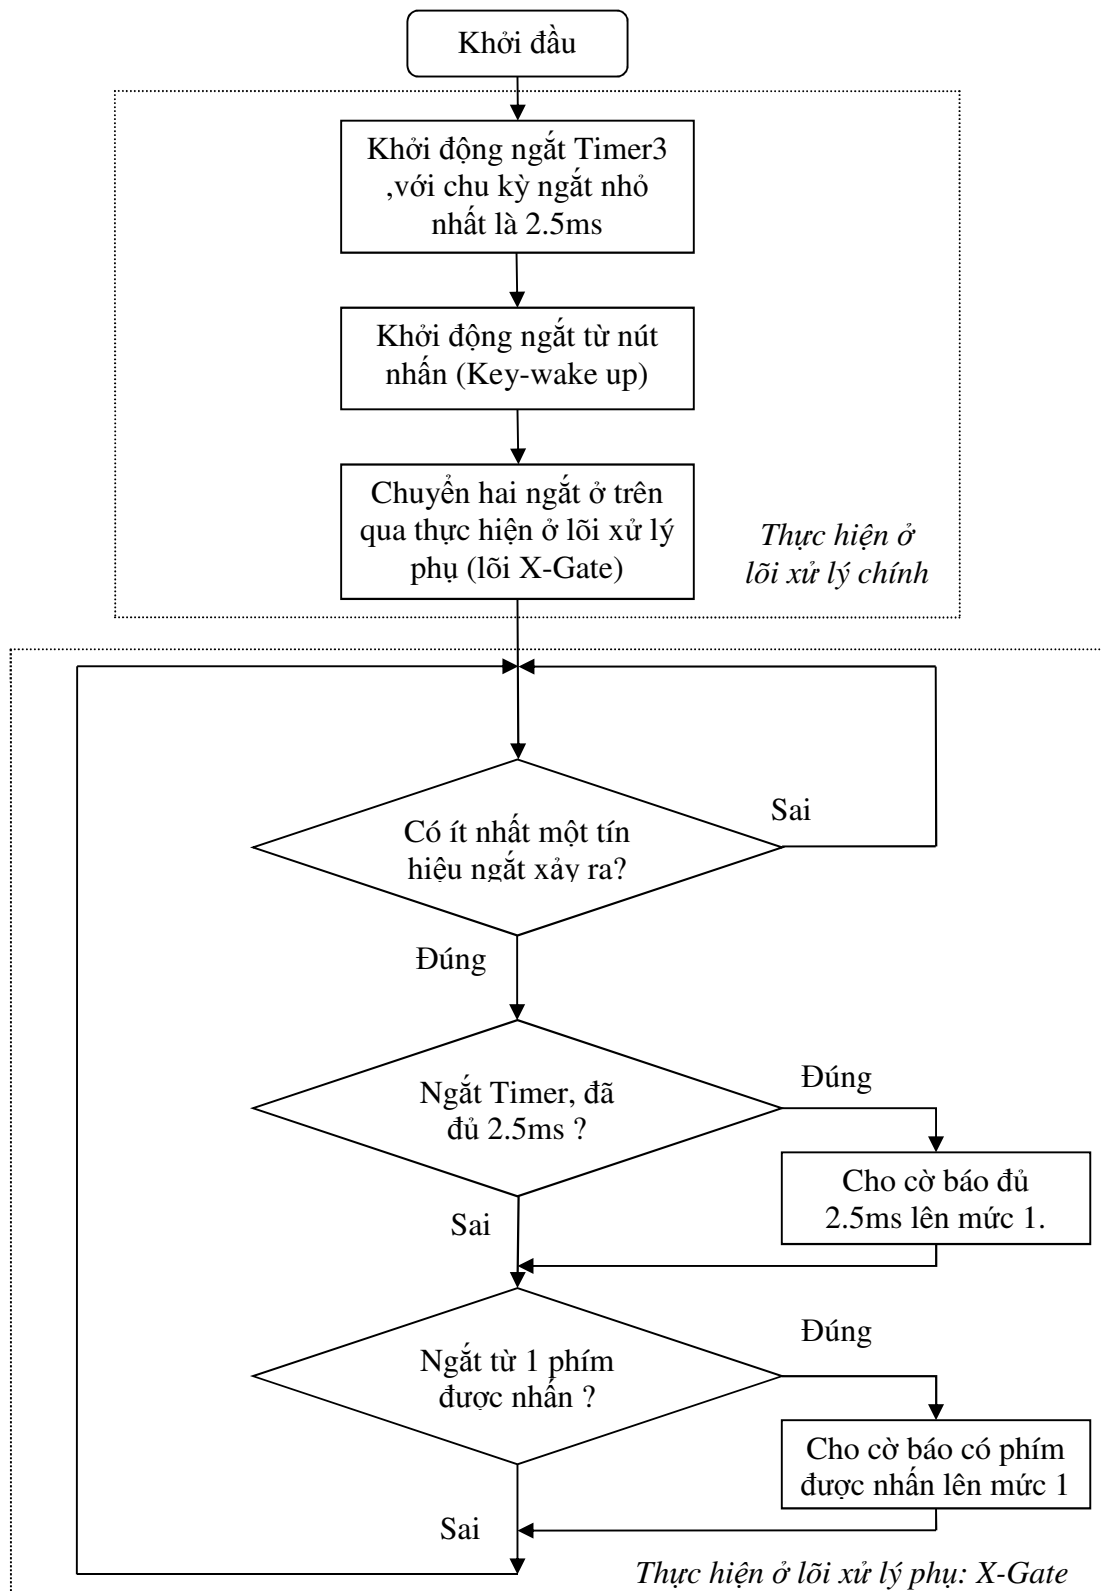 Khởi đầu
Khởi động ngắt Timer3
,với chu kỳ ngắt nhỏ
nhất là 2.5ms
Khởi động ngắt từ nút
nhấn (Key-wake up)
Chuyển hai ngắt ở trên
qua thực hiện ở lõi xử lý
phụ (lõi X-Gate)
Thực hiện ở
lõi xử lý chính
Sai
Có ít nhất một tín
hiệu ngắt xảy ra?
Đúng
Đúng
Ngắt Timer, đã
đủ 2.5ms ?
Cho cờ báo đủ
2.5ms lên mức 1.
Sai
Đúng
Ngắt từ 1 phím
được nhấn ?
Cho cờ báo có phím
được nhấn lên mức 1
Sai
Thực hiện ở lõi xử lý phụ: X-Gate